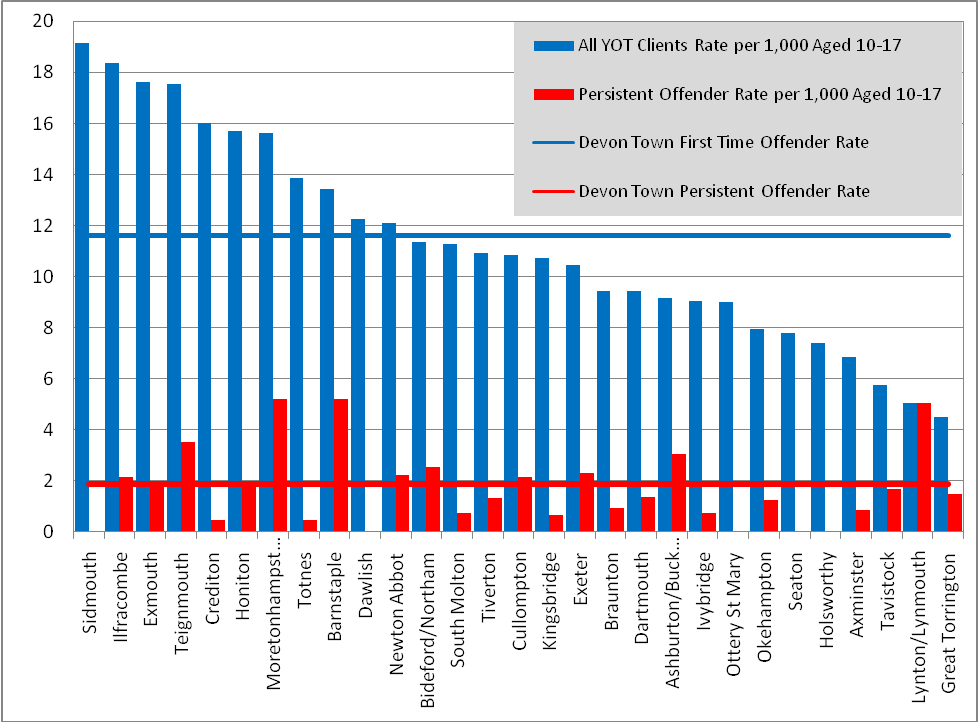 20
18
16
14
12
10
8
6
4
2
0
All YOT Clients Rate per 1,000 Aged 10-17
Persistent Offender Rate per 1,000 Aged 10-17
Devon Town First Time Offender Rate
Devon Town Persistent Offender Rate
Sidmouth
Ilfracombe
Exmouth
Teignmouth
Crediton
Honiton
Moretonhampst...
Totnes
Barnstaple
Dawlish
Newton Abbot
Bideford/Northam
South Molton
Tiverton
Cullompton
Kingsbridge
Exeter
Braunton
Dartmouth
Ashburton/Buck...
Ivybridge
Ottery St Mary
Okehampton
Seaton
Holsworthy
Axminster
Tavistock
Lynton/Lynmouth
Great Torrington